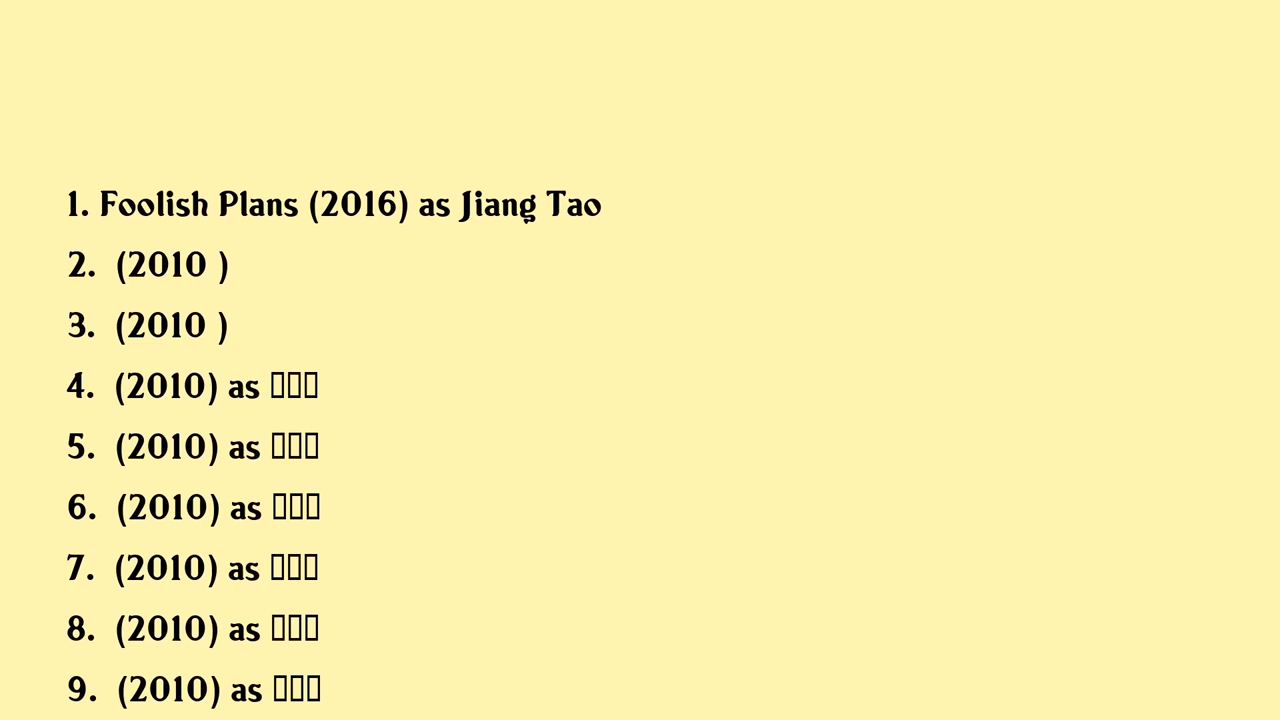 1. Foolish Plans (2016) as Jiang Tao
2. (2010 )
3. (2010 )
4. (2010) as
5. (2010) as
6. (2010) as
7. (2010) as
8. (2010) as
9. (2010) as